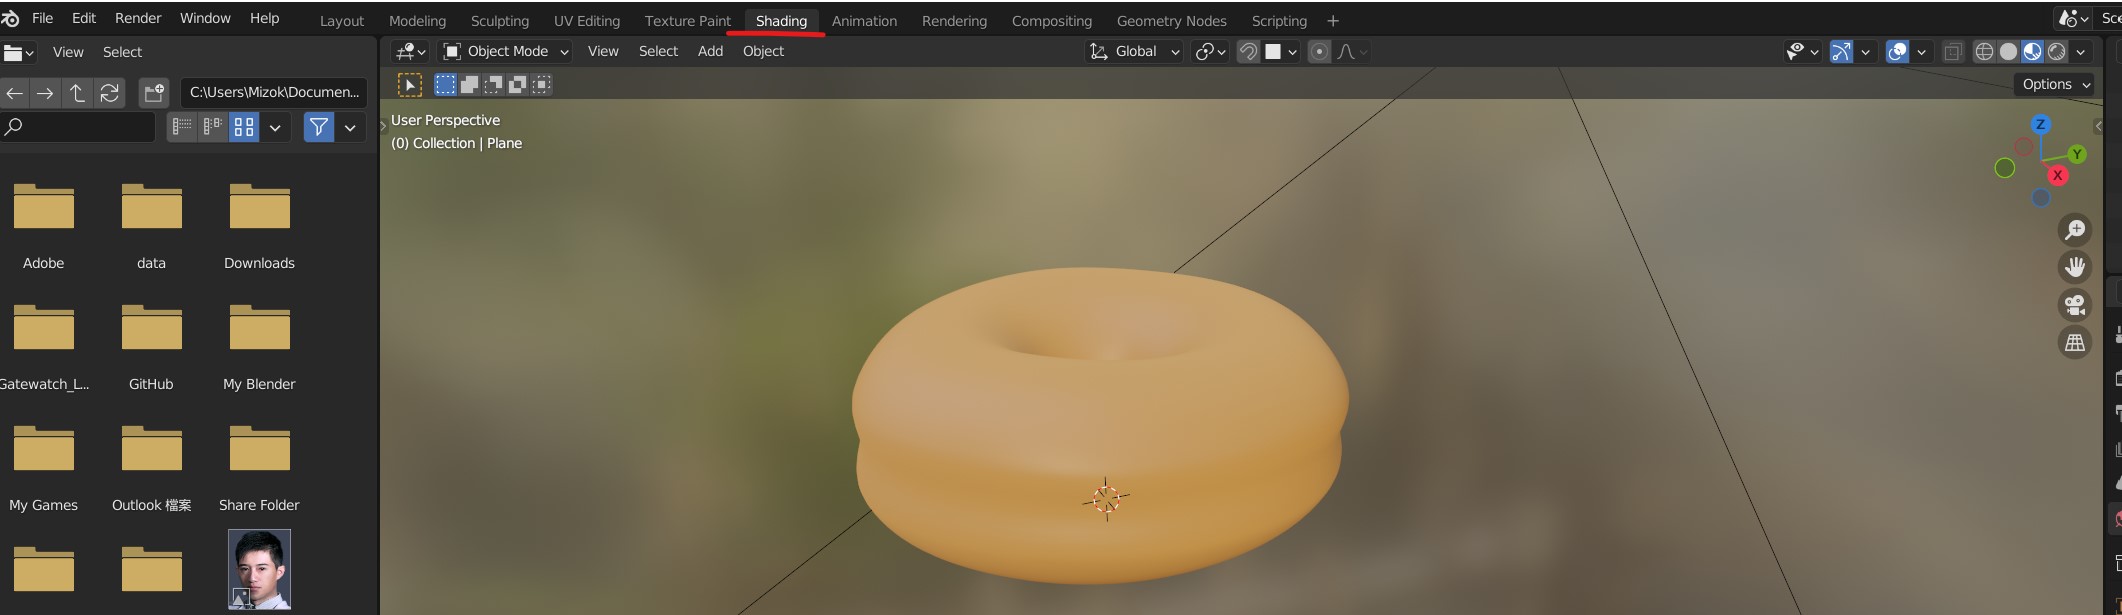 File Edit Render Window Help Layout Modeling Sculpting UV Editing Texture Paint Shading Animation Rendering Compositing Geometry Nodes Scripting +
View Select
Object Mode View Select Add Object Global
C:\Users\Mizok\Documen...
Options
User Perspective
(0) Collection | Plane
Z
Y
X
Adobe data Downloads
Gatewatch_L... GitHub My Blender
My Games Outlook 檔案 Share Folder